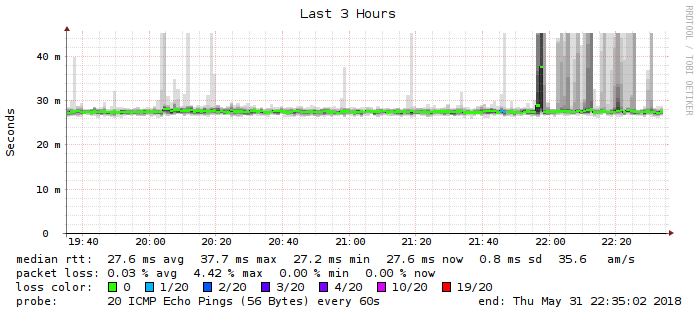 Last 3 Hours
RRDTOOL / TOBI OETIKER
Seconds
40 m
30 m
20 m
10 m
0
19:40 20:00 20:20 20:40 21:00 21:20 21:40 22:00 22:20
median rtt: 27.6 ms avg 37.7 ms max 27.2 ms min 27.6 ms now 0.8 ms sd 35.6 am/s
packet loss: 0.03 % avg 4.42 % max 0.00 % min 0.00 % now
loss color: 0 1/20 2/20 3/20 4/20 10/20 19/20
probe: 20 ICMP Echo Pings (56 Bytes) every 60s end: Thu May 31 22:35:02 2018